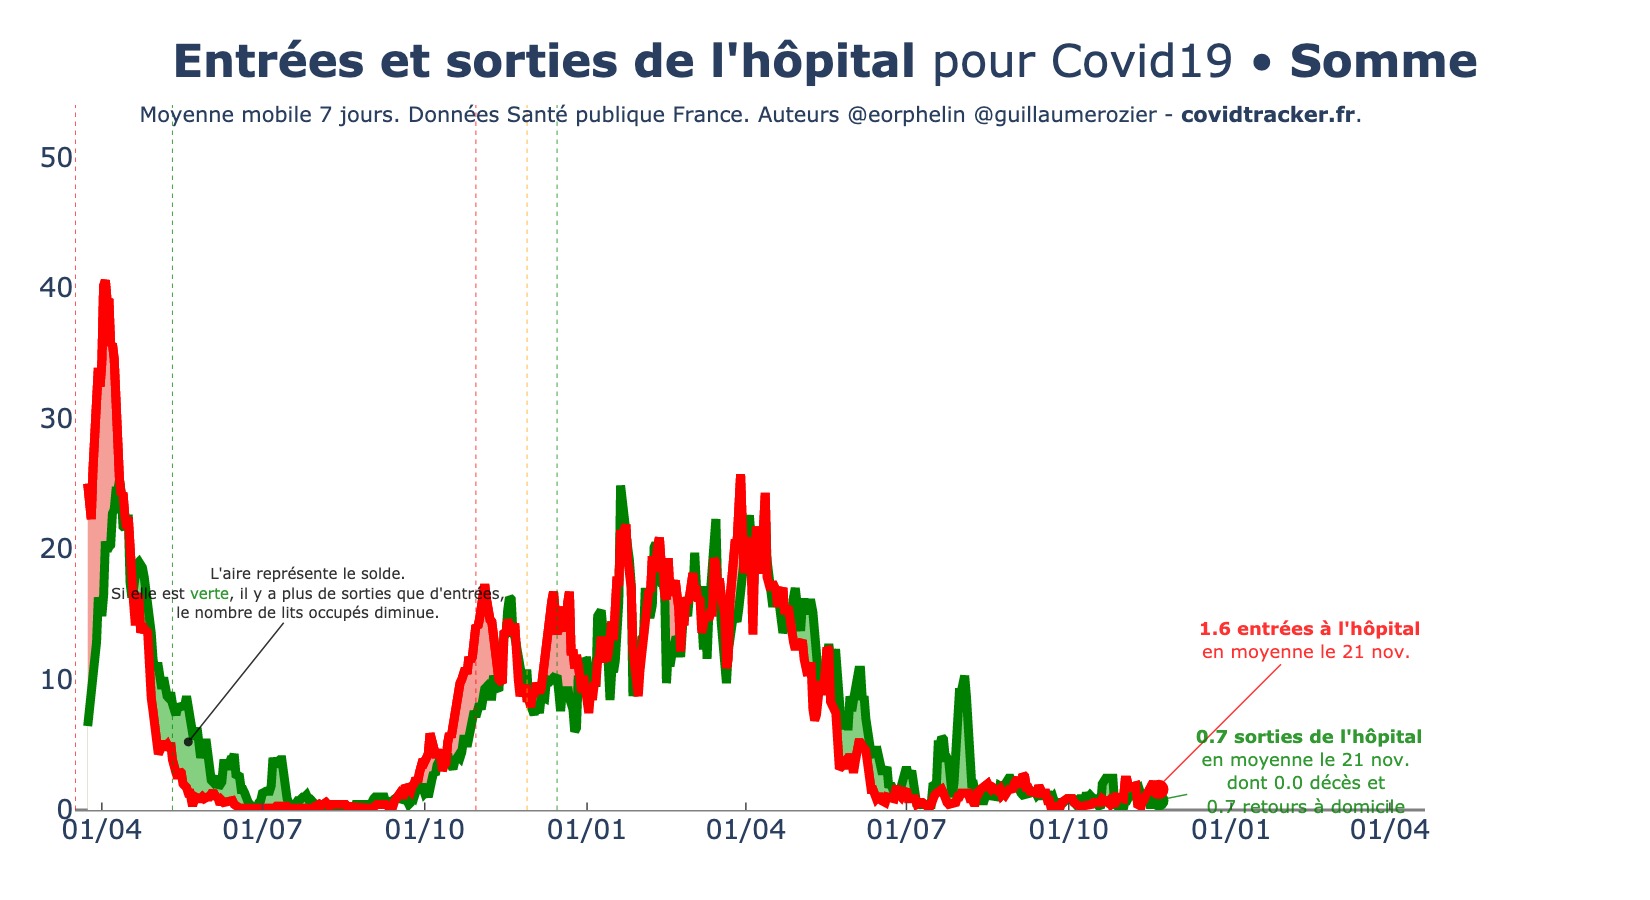 Entrées et sorties de l'hôpital pour Covid19 • Somme
Moyenne mobile 7 jours. Données Santé publique France. Auteurs @eorphelin @guillaumerozier - covidtracker.fr.
50
40
30
20
10
0
L'aire représente le solde.
Si elle est verte, il y a plus de sorties que d'entrées,
le nombre de lits occupés diminue.
1.6 entrées à l'hôpital
en moyenne le 21 nov.
0.7 sorties de l'hôpital
en moyenne le 21 nov.
dont 0.0 décès et
0.7 retours à domicile
01/04 01/07 01/10 01/01 01/04 01/07 01/10 01/01 01/04